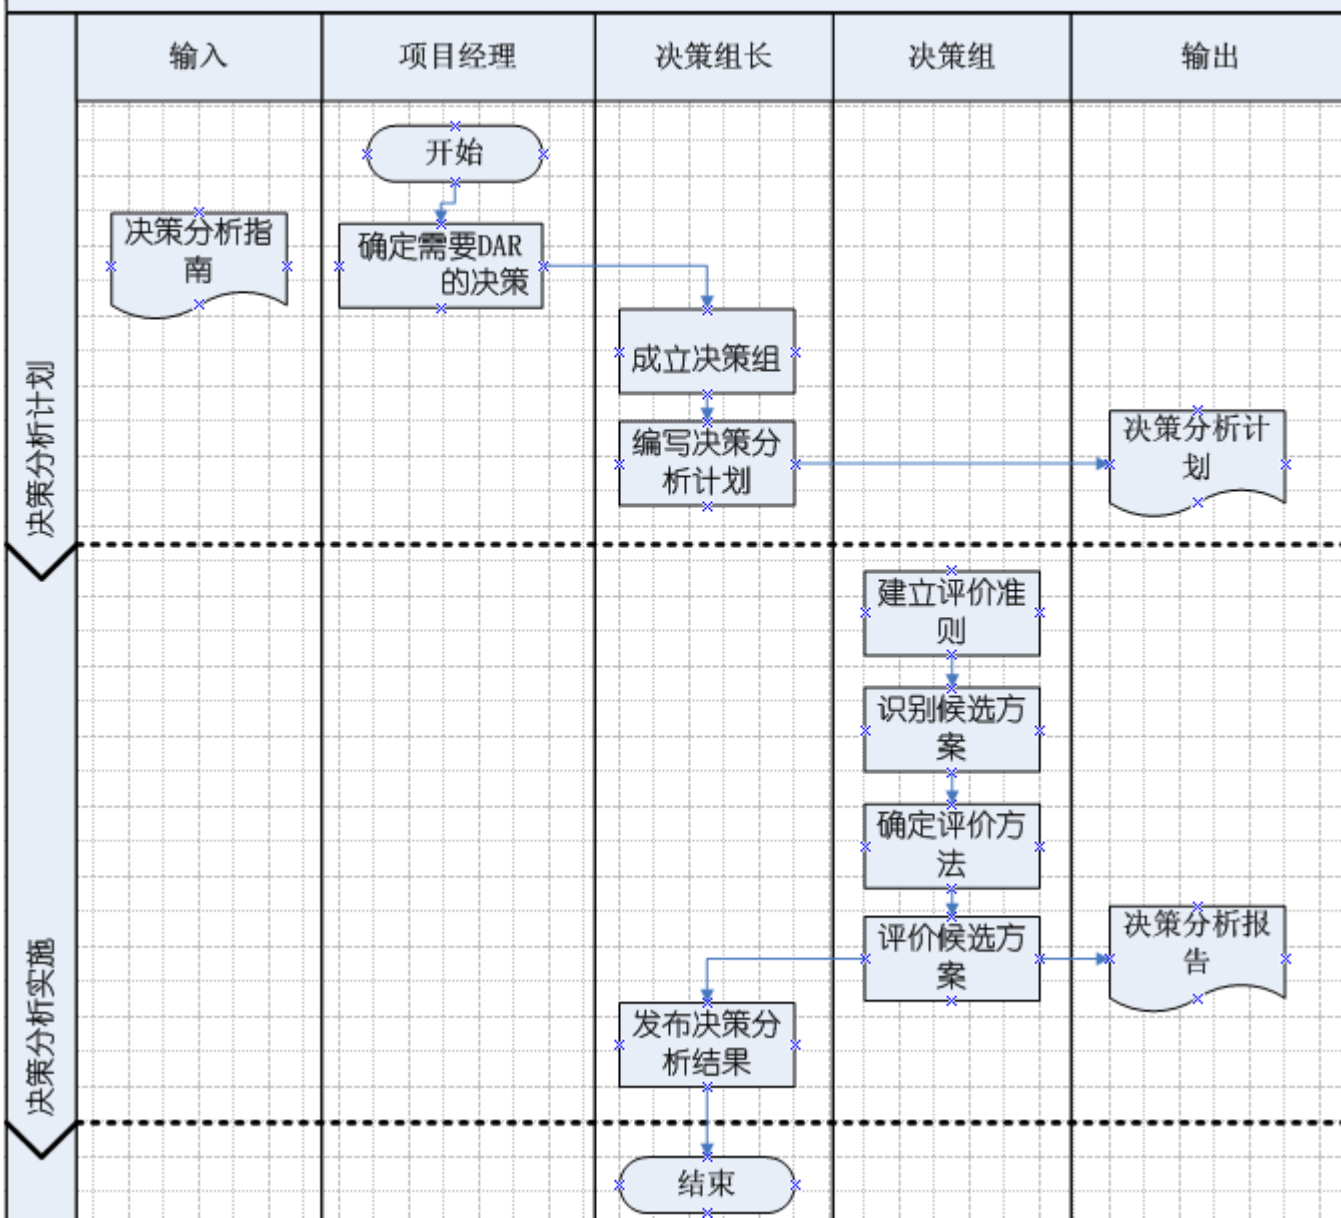 输入
项目经理
决策组长
决策组
输出
决策分析计划
开始
决策分析指
南
确定需要DAR
的决策
成立决策组
编写决策分
析计划
决策分析计
划
决策分析实施
建立评价准
则
识别候选方
案
确定评价方
法
评价候选方
案
决策分析报
告
发布决策分
析结果
结束